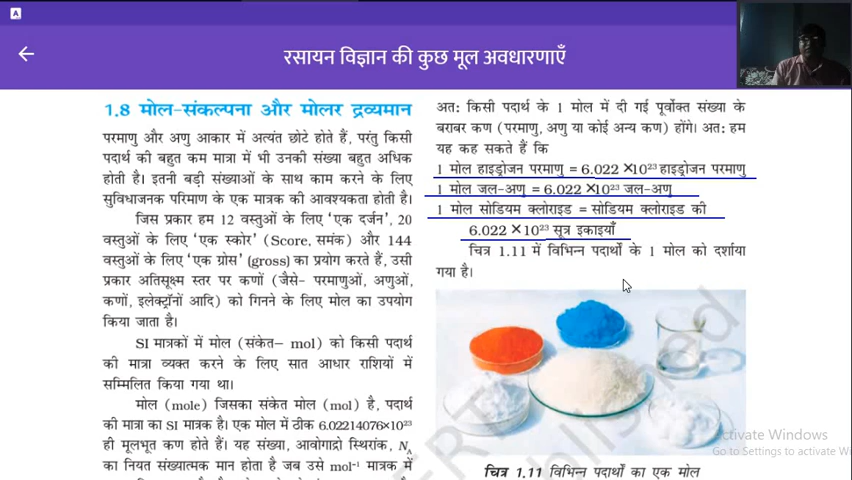 A
रसायन विज्ञान की कुछ मूल अवधारणाएँ
1.8 मोल-संकल्पना और मोलर द्रव्यमान
परमाणु और अणु आकार में अत्यंत छोटे होते हैं, परंतु किसी
पदार्थ की बहुत कम मात्रा में भी उनकी संख्या बहुत अधिक
होती है। इतनी बड़ी संख्याओं के साथ काम करने के लिए
सुविधाजनक परिमाण के एक मात्रक की आवश्यकता होती है।
जिस प्रकार हम 12 वस्तुओं के लिए ‘एक दर्जन’, 20
वस्तुओं के लिए ‘एक स्कोर’ (Score, समंक) और 144
वस्तुओं के लिए ‘एक ग्रोस’ (gross) का प्रयोग करते हैं, उसी
प्रकार अतिसूक्ष्म स्तर पर कणों (जैसे- परमाणुओं, अणुओं,
कणों, इलेक्ट्रॉनों आदि) को गिनने के लिए मोल का उपयोग
किया जाता है।
SI मात्रकों में मोल (संकेत– mol) को किसी पदार्थ
की मात्रा व्यक्त करने के लिए सात आधार राशियों में
सम्मिलित किया गया था।
मोल (mole) जिसका संकेत मोल (mol) है, पदार्थ
की मात्रा का SI मात्रक है। एक मोल में ठीक 6.02214076×10²³
ही मूलभूत कण होते हैं। यह संख्या, आवोगाद्रो स्थिरांक, N_A
का नियत संख्यात्मक मान होता है जब उसे mol⁻¹ मात्रक में
अतः किसी पदार्थ के 1 मोल में दी गई पूर्वोक्त संख्या के
बराबर कण (परमाणु, अणु या कोई अन्य कण) होंगे। अतः हम
यह कह सकते हैं कि
1 मोल हाइड्रोजन परमाणु = 6.022 ×10²³ हाइड्रोजन परमाणु
1 मोल जल-अणु = 6.022 ×10²³ जल-अणु
1 मोल सोडियम क्लोराइड = सोडियम क्लोराइड की
6.022 × 10²³ सूत्र इकाइयाँ
चित्र 1.11 में विभिन्न पदार्थों के 1 मोल को दर्शाया
गया है।
चित्र 1.11 विभिन्न पदार्थों का एक मोल
Activate Windows
Go to Settings to activate Wi